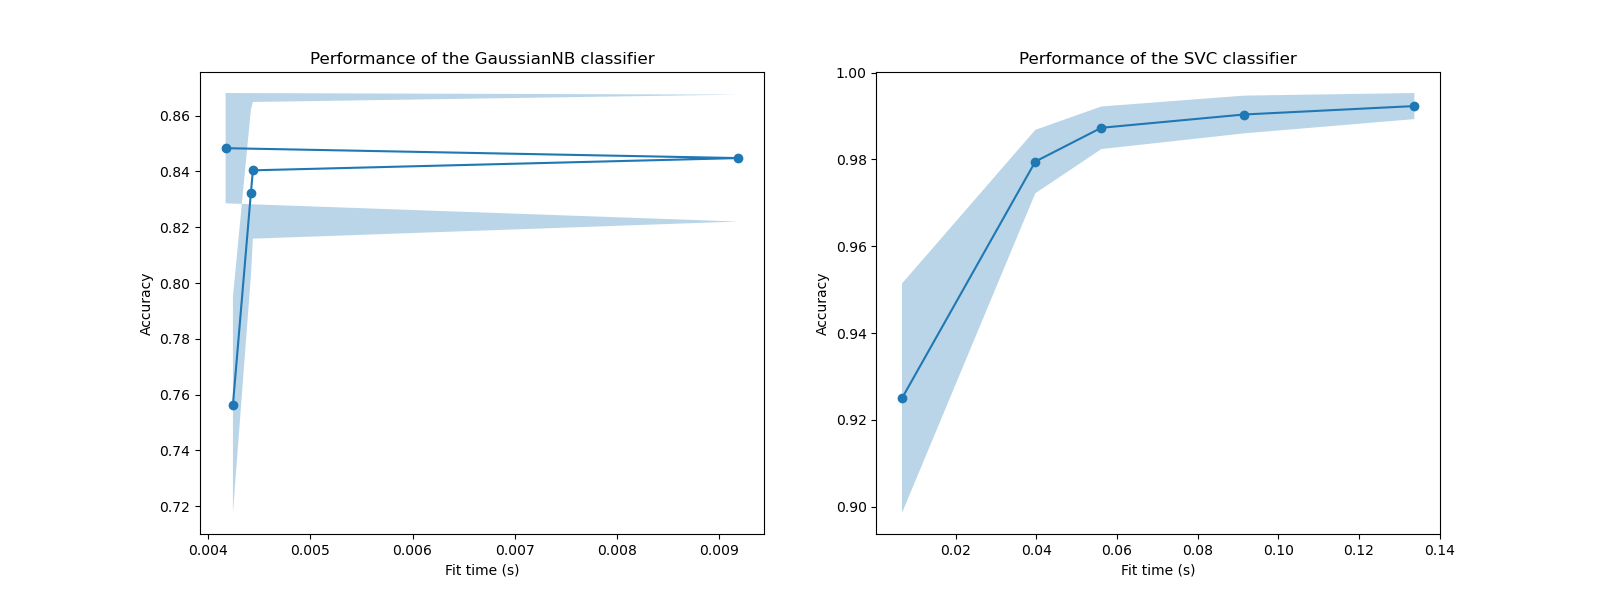 Performance of the GaussianNB classifier
Accuracy
0.86
0.84
0.82
0.80
0.78
0.76
0.74
0.72
0.004 0.005 0.006 0.007 0.008 0.009
Fit time (s)
Performance of the SVC classifier
Accuracy
1.00
0.98
0.96
0.94
0.92
0.90
0.02 0.04 0.06 0.08 0.10 0.12 0.14
Fit time (s)